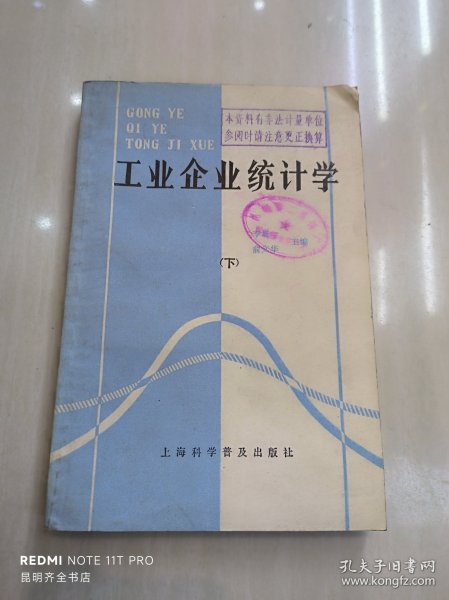 GONG YE
QI YE
TONG JI XUE
本资料有非法计量单位
参阅时请注意更正换算
工业企业统计学
主编
俞文华
(下)
上海科学普及出版社
REDMI NOTE 11T PRO
昆明齐全书店
孔夫子旧书网
www.kongfz.com